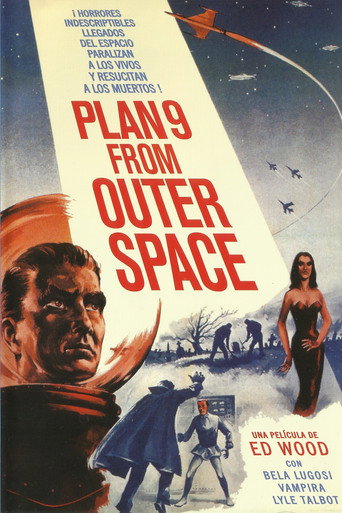 ¡ HORRORES
INDESCRIPTIBLES
LLEGADOS
DEL ESPACIO
PARALIZAN
A LOS VIVOS
Y RESUCITAN
A LOS MUERTOS !
PLAN 9
FROM
OUTER
SPACE
UNA PELÍCULA DE
ED WOOD
CON
BELA LUGOSI
VAMPIRA
LYLE TALBOT